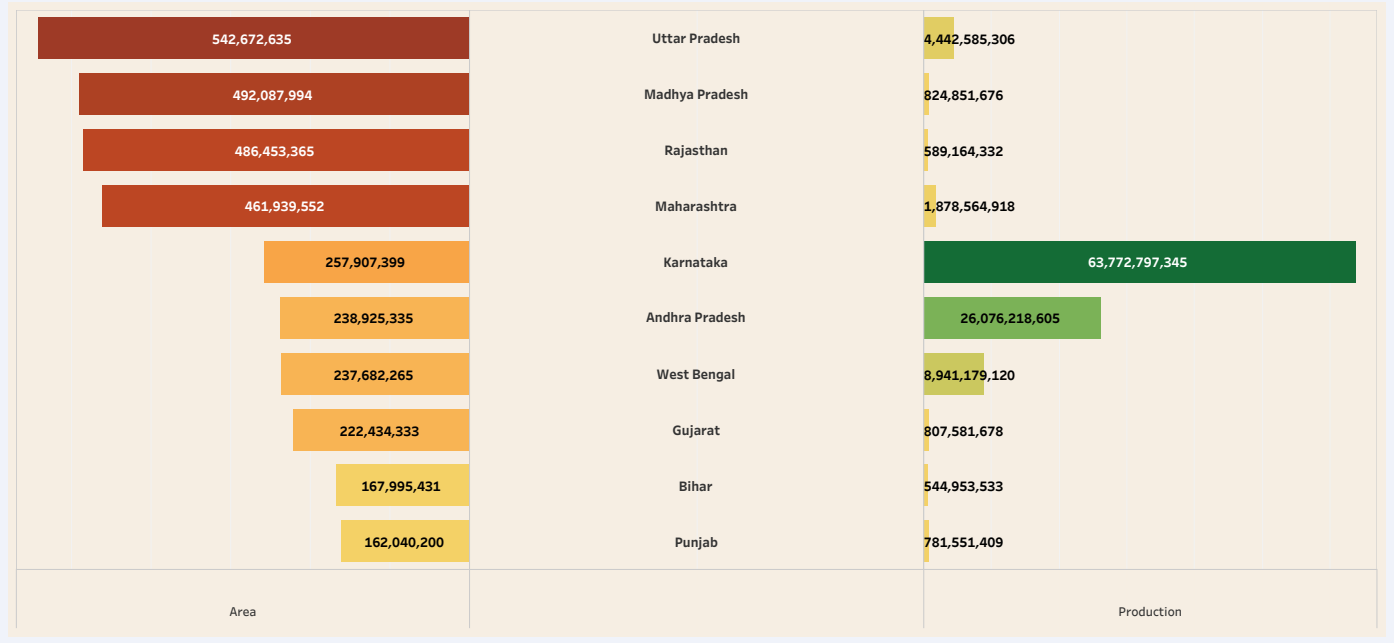 542,672,635 Uttar Pradesh 4,442,585,306
492,087,994 Madhya Pradesh 824,851,676
486,453,365 Rajasthan 589,164,332
461,939,552 Maharashtra 1,878,564,918
257,907,399 Karnataka 63,772,797,345
238,925,335 Andhra Pradesh 26,076,218,605
237,682,265 West Bengal 8,941,179,120
222,434,333 Gujarat 807,581,678
167,995,431 Bihar 544,953,533
162,040,200 Punjab 781,551,409
Area Production